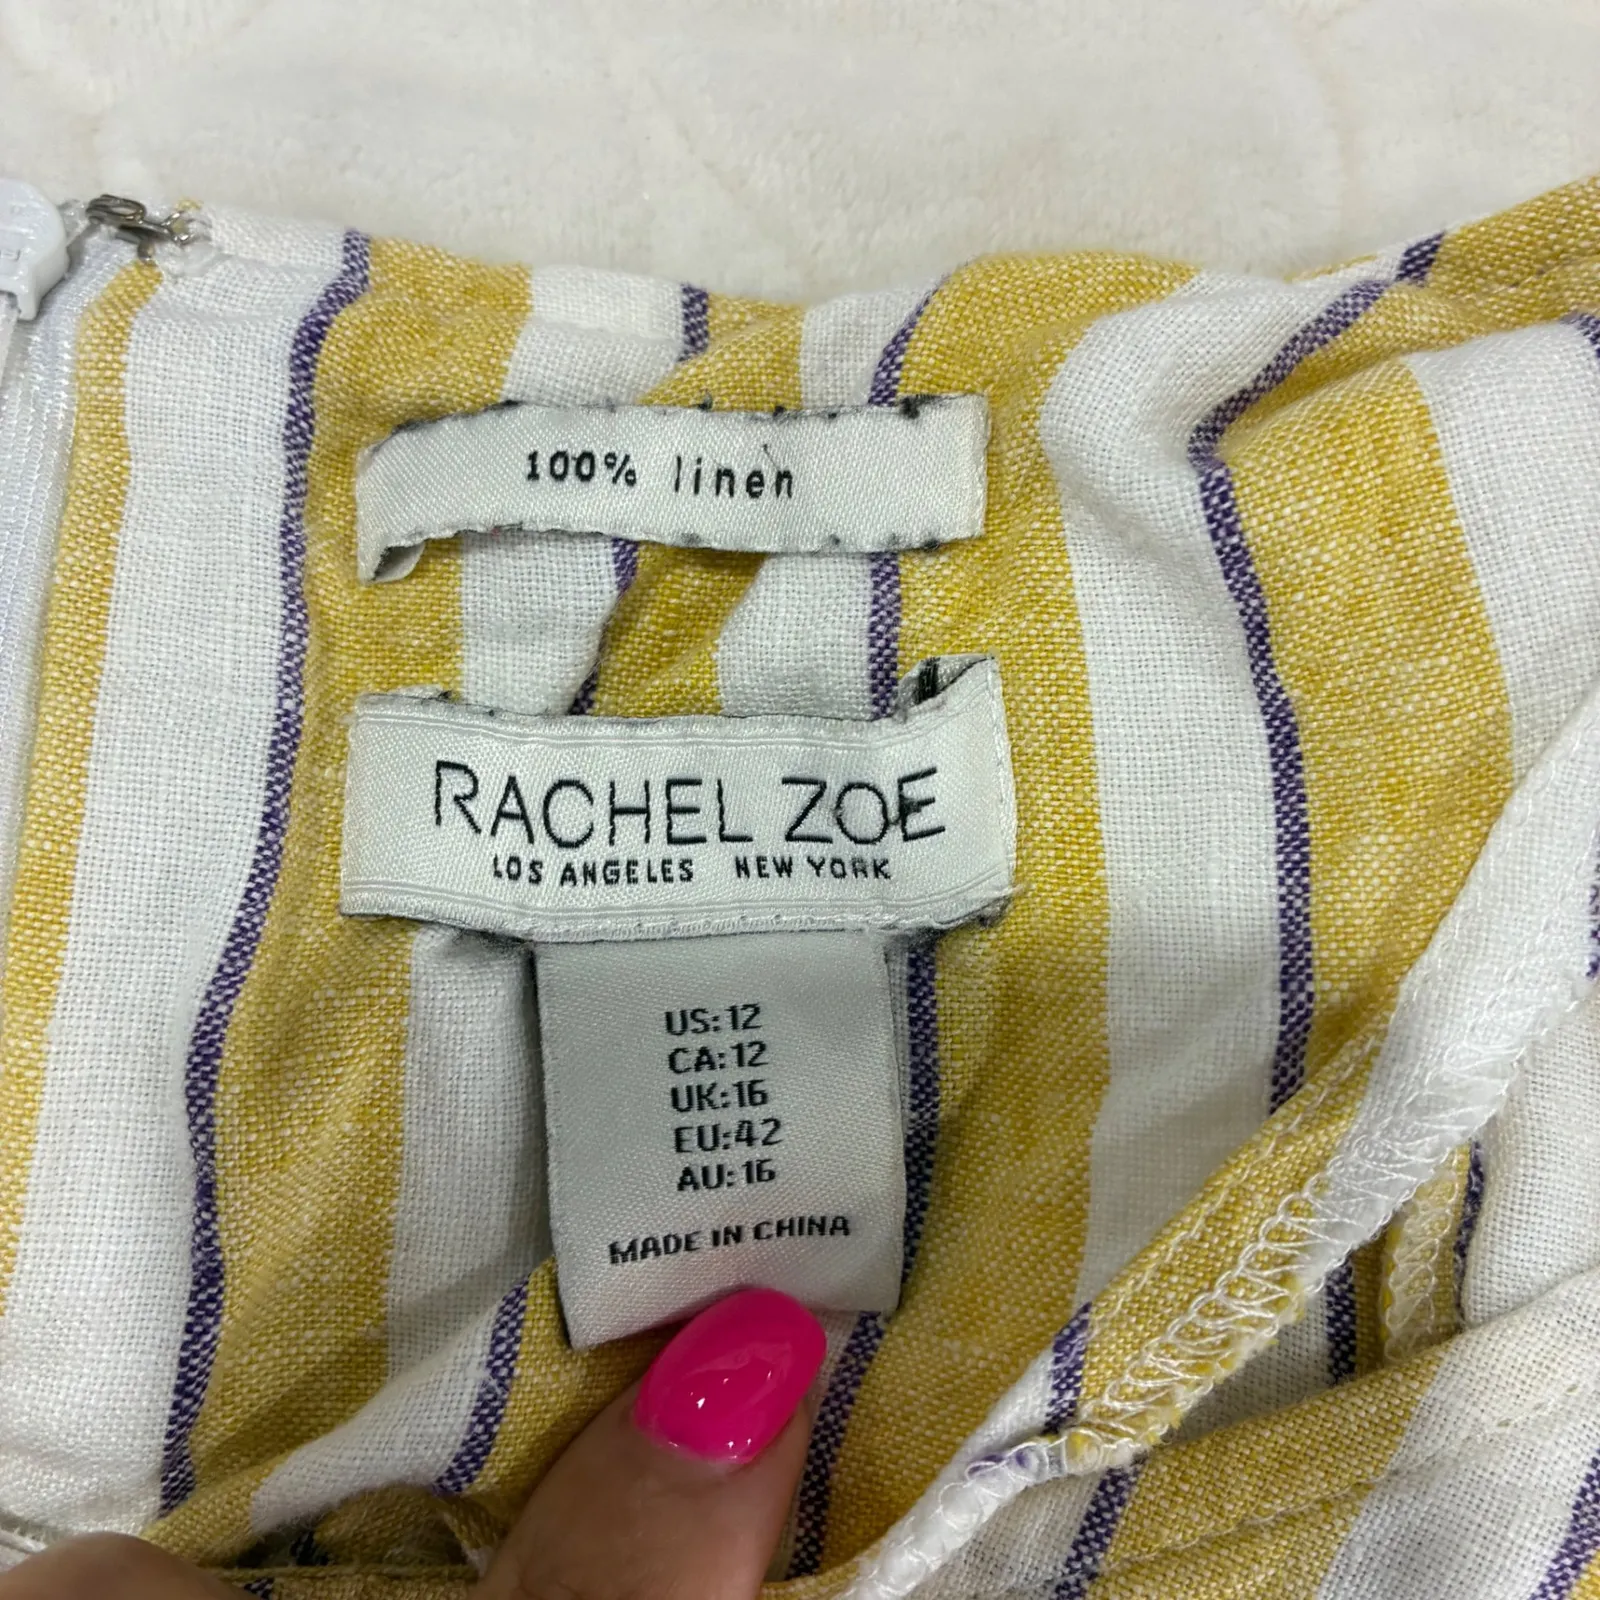 100% linen
RACHEL ZOE
LOS ANGELES NEW YORK
US:12
CA:12
UK:16
EU:42
AU:16
MADE IN CHINA